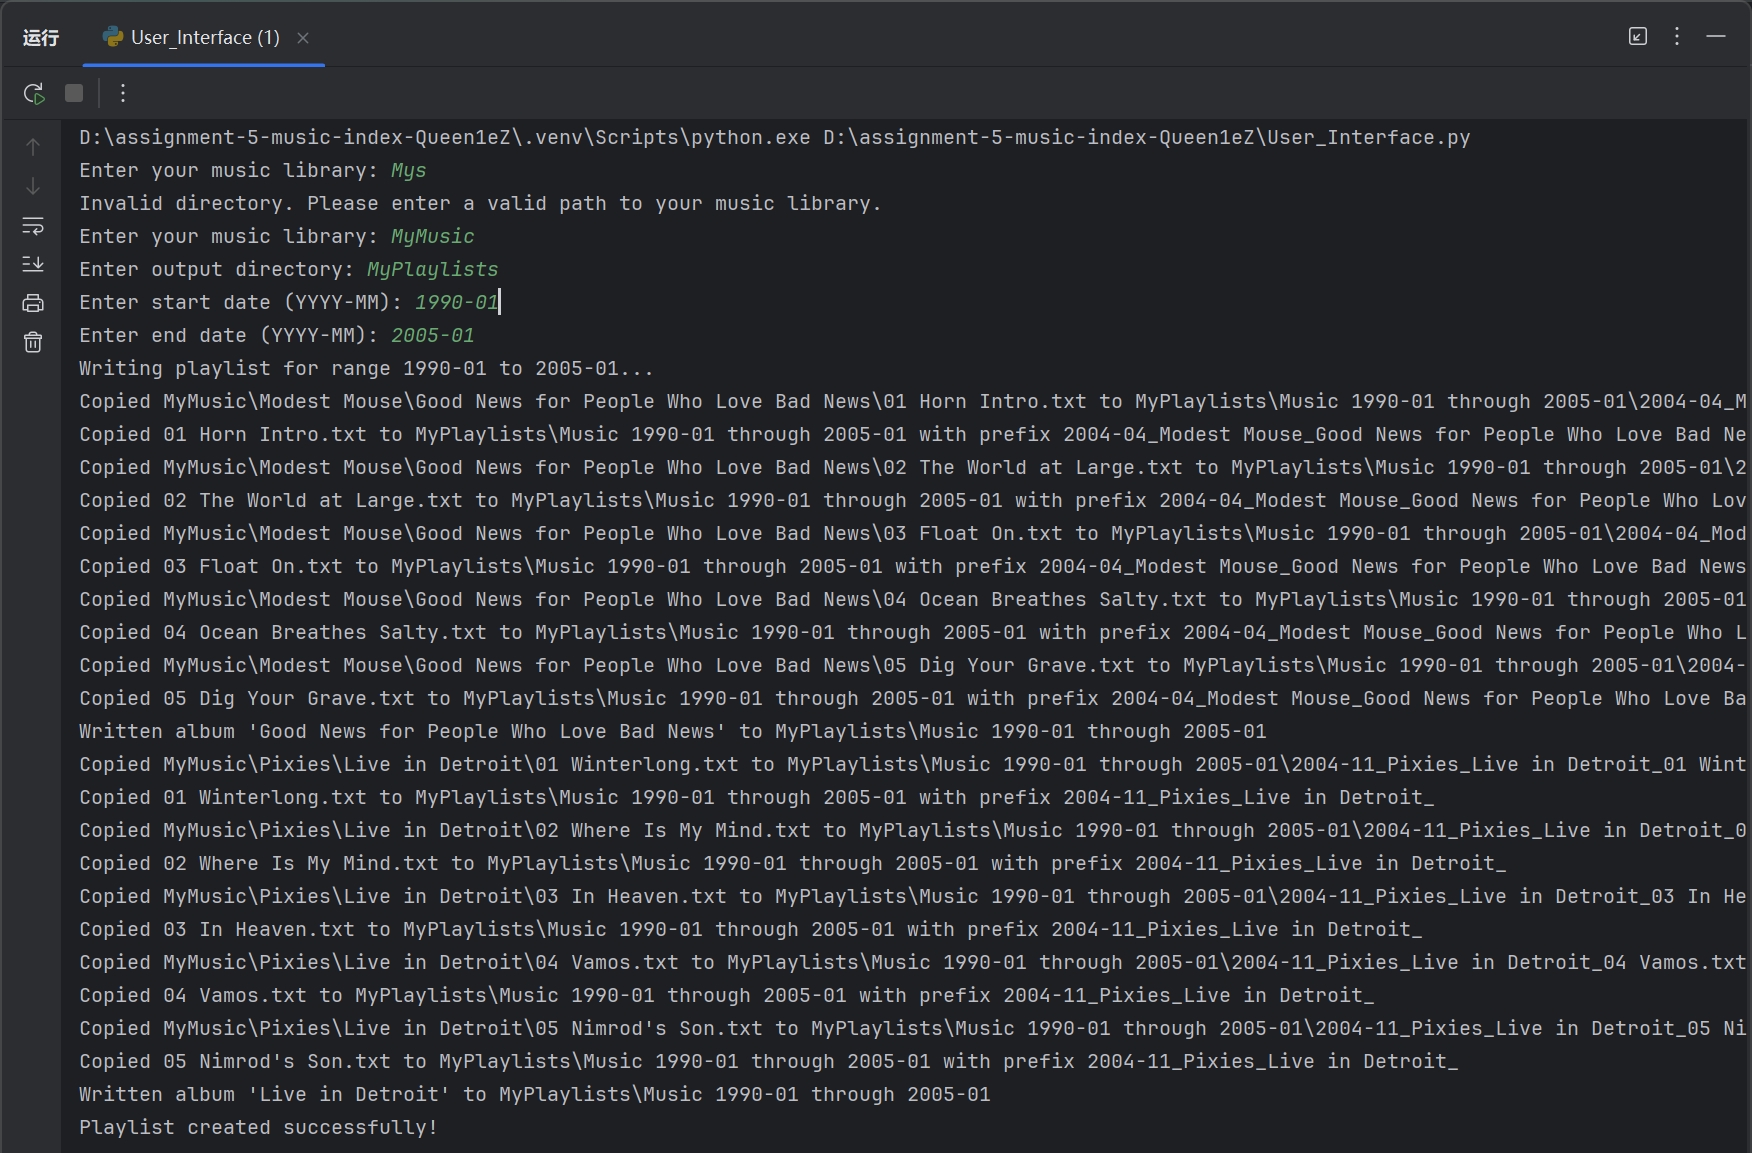 运行
User_Interface (1)
D:\assignment-5-music-index-Queen1eZ\.venv\Scripts\python.exe D:\assignment-5-music-index-Queen1eZ\User_Interface.py
Enter your music library: Mys
Invalid directory. Please enter a valid path to your music library.
Enter your music library: MyMusic
Enter output directory: MyPlaylists
Enter start date (YYYY-MM): 1990-01
Enter end date (YYYY-MM): 2005-01
Writing playlist for range 1990-01 to 2005-01...
Copied MyMusic\Modest Mouse\Good News for People Who Love Bad News\01 Horn Intro.txt to MyPlaylists\Music 1990-01 through 2005-01\2004-04_M
Copied 01 Horn Intro.txt to MyPlaylists\Music 1990-01 through 2005-01 with prefix 2004-04_Modest Mouse_Good News for People Who Love Bad Ne
Copied MyMusic\Modest Mouse\Good News for People Who Love Bad News\02 The World at Large.txt to MyPlaylists\Music 1990-01 through 2005-01\2
Copied 02 The World at Large.txt to MyPlaylists\Music 1990-01 through 2005-01 with prefix 2004-04_Modest Mouse_Good News for People Who Lov
Copied MyMusic\Modest Mouse\Good News for People Who Love Bad News\03 Float On.txt to MyPlaylists\Music 1990-01 through 2005-01\2004-04_Mod
Copied 03 Float On.txt to MyPlaylists\Music 1990-01 through 2005-01 with prefix 2004-04_Modest Mouse_Good News for People Who Love Bad News
Copied MyMusic\Modest Mouse\Good News for People Who Love Bad News\04 Ocean Breathes Salty.txt to MyPlaylists\Music 1990-01 through 2005-01
Copied 04 Ocean Breathes Salty.txt to MyPlaylists\Music 1990-01 through 2005-01 with prefix 2004-04_Modest Mouse_Good News for People Who L
Copied MyMusic\Modest Mouse\Good News for People Who Love Bad News\05 Dig Your Grave.txt to MyPlaylists\Music 1990-01 through 2005-01\2004-
Copied 05 Dig Your Grave.txt to MyPlaylists\Music 1990-01 through 2005-01 with prefix 2004-04_Modest Mouse_Good News for People Who Love Ba
Written album 'Good News for People Who Love Bad News' to MyPlaylists\Music 1990-01 through 2005-01
Copied MyMusic\Pixies\Live in Detroit\01 Winterlong.txt to MyPlaylists\Music 1990-01 through 2005-01\2004-11_Pixies_Live in Detroit_01 Wint
Copied 01 Winterlong.txt to MyPlaylists\Music 1990-01 through 2005-01 with prefix 2004-11_Pixies_Live in Detroit_
Copied MyMusic\Pixies\Live in Detroit\02 Where Is My Mind.txt to MyPlaylists\Music 1990-01 through 2005-01\2004-11_Pixies_Live in Detroit_0
Copied 02 Where Is My Mind.txt to MyPlaylists\Music 1990-01 through 2005-01 with prefix 2004-11_Pixies_Live in Detroit_
Copied MyMusic\Pixies\Live in Detroit\03 In Heaven.txt to MyPlaylists\Music 1990-01 through 2005-01\2004-11_Pixies_Live in Detroit_03 In He
Copied 03 In Heaven.txt to MyPlaylists\Music 1990-01 through 2005-01 with prefix 2004-11_Pixies_Live in Detroit_
Copied MyMusic\Pixies\Live in Detroit\04 Vamos.txt to MyPlaylists\Music 1990-01 through 2005-01\2004-11_Pixies_Live in Detroit_04 Vamos.txt
Copied 04 Vamos.txt to MyPlaylists\Music 1990-01 through 2005-01 with prefix 2004-11_Pixies_Live in Detroit_
Copied MyMusic\Pixies\Live in Detroit\05 Nimrod's Son.txt to MyPlaylists\Music 1990-01 through 2005-01\2004-11_Pixies_Live in Detroit_05 Ni
Copied 05 Nimrod's Son.txt to MyPlaylists\Music 1990-01 through 2005-01 with prefix 2004-11_Pixies_Live in Detroit_
Written album 'Live in Detroit' to MyPlaylists\Music 1990-01 through 2005-01
Playlist created successfully!